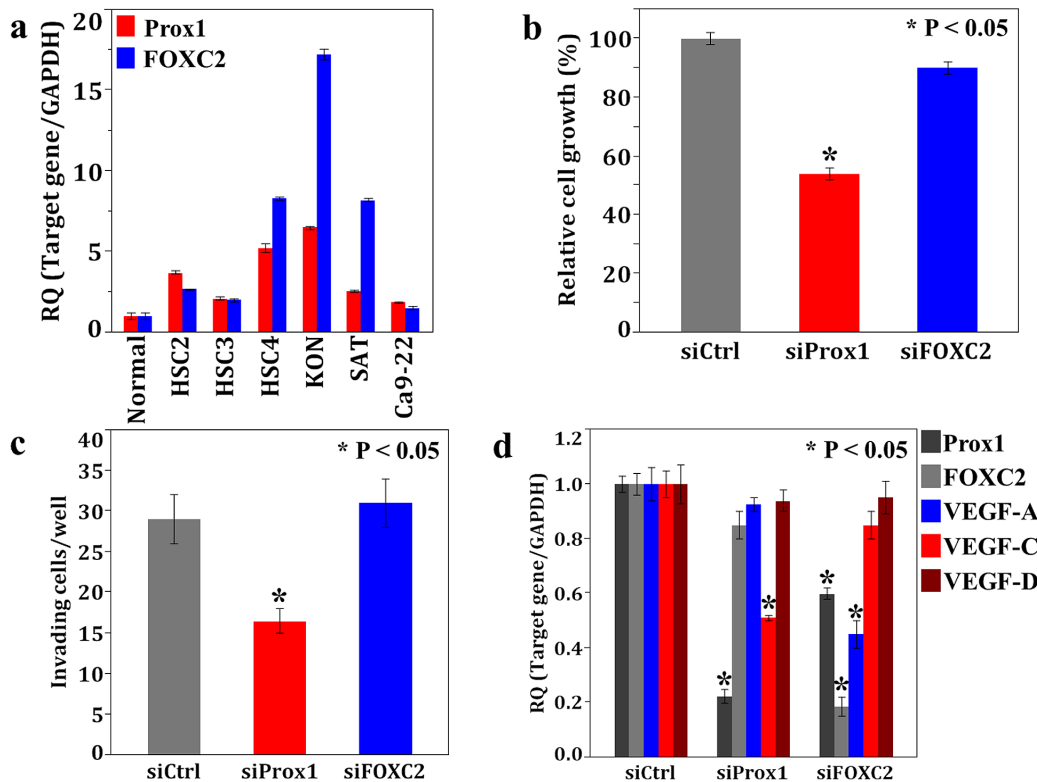 a
RQ (Target gene/GAPDH)
20
15
10
5
0
Prox1
FOXC2
Normal
HSC2
HSC3
HSC4
KON
SAT
Ca9-22
b
Relative cell growth (%)
100
80
60
40
20
0
* P < 0.05
*
siCtrl siProx1 siFOXC2
c
Invading cells/well
40
35
30
25
20
15
10
5
0
* P < 0.05
*
siCtrl siProx1 siFOXC2
d
RQ (Target gene/GAPDH)
1.2
1.0
0.8
0.6
0.4
0.2
0.0
* P < 0.05
Prox1
FOXC2
VEGF-A
VEGF-C
VEGF-D
*
*
*
*
*
siCtrl siProx1 siFOXC2